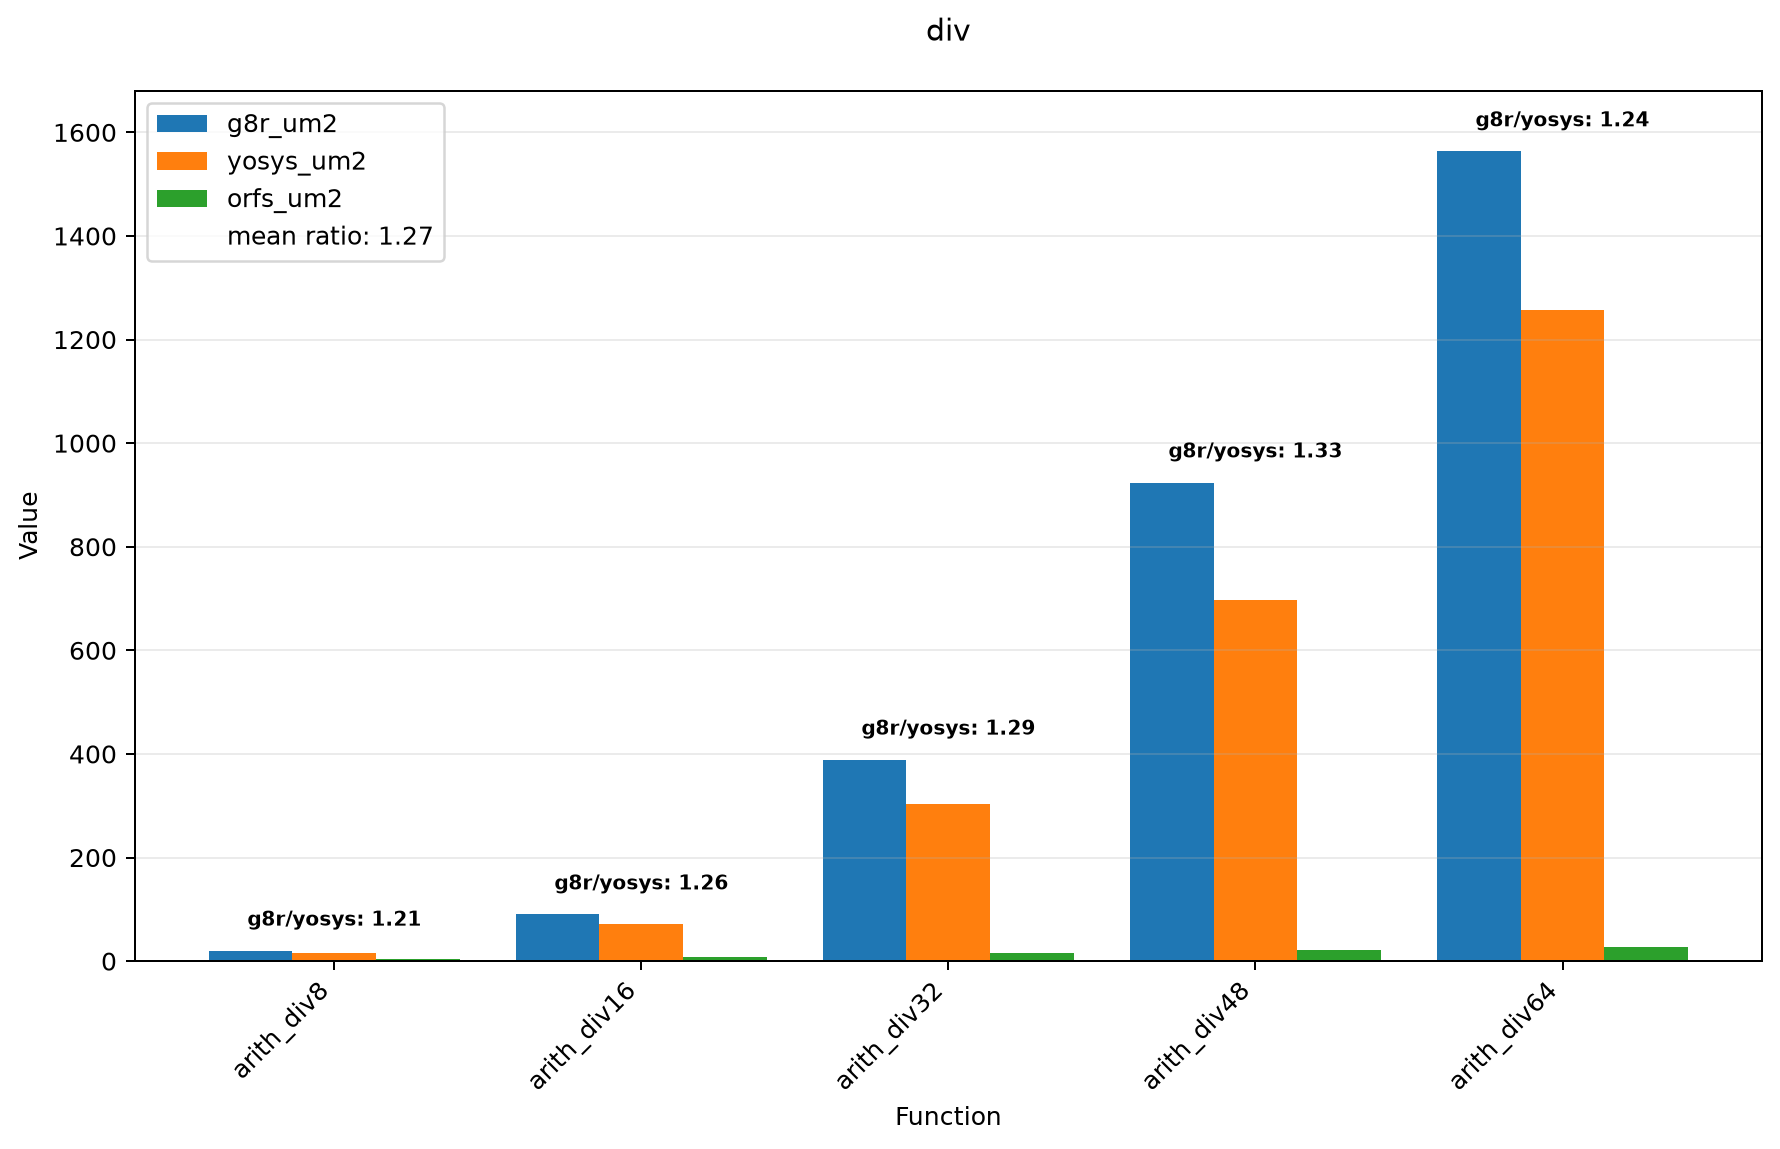 div
g8r_um2
yosys_um2
orfs_um2
mean ratio: 1.27
Value
1600
1400
1200
1000
800
600
400
200
0
g8r/yosys: 1.21
g8r/yosys: 1.26
g8r/yosys: 1.29
g8r/yosys: 1.33
g8r/yosys: 1.24
arith_div8
arith_div16
arith_div32
arith_div48
arith_div64
Function